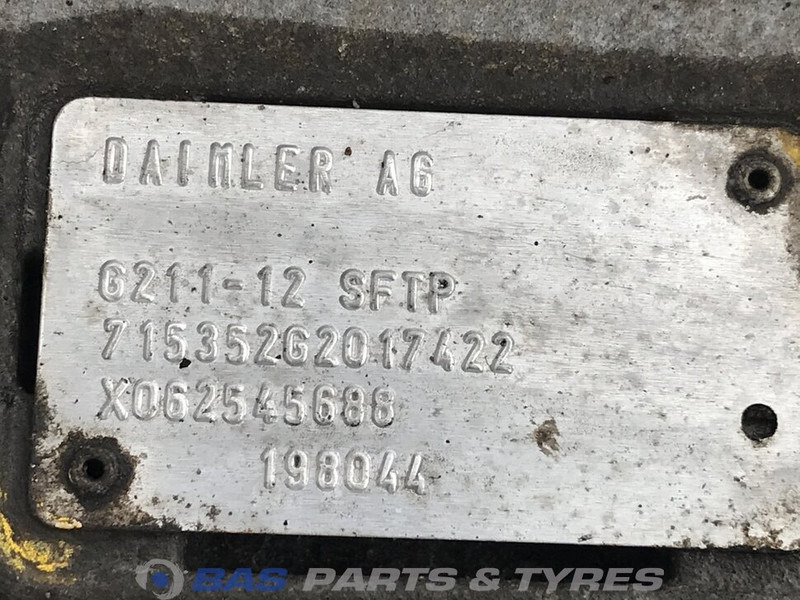 DAIMLER AG
G211-12 SFTP
715352G2017422
X062545688
198044
BAS PARTS & TYRES